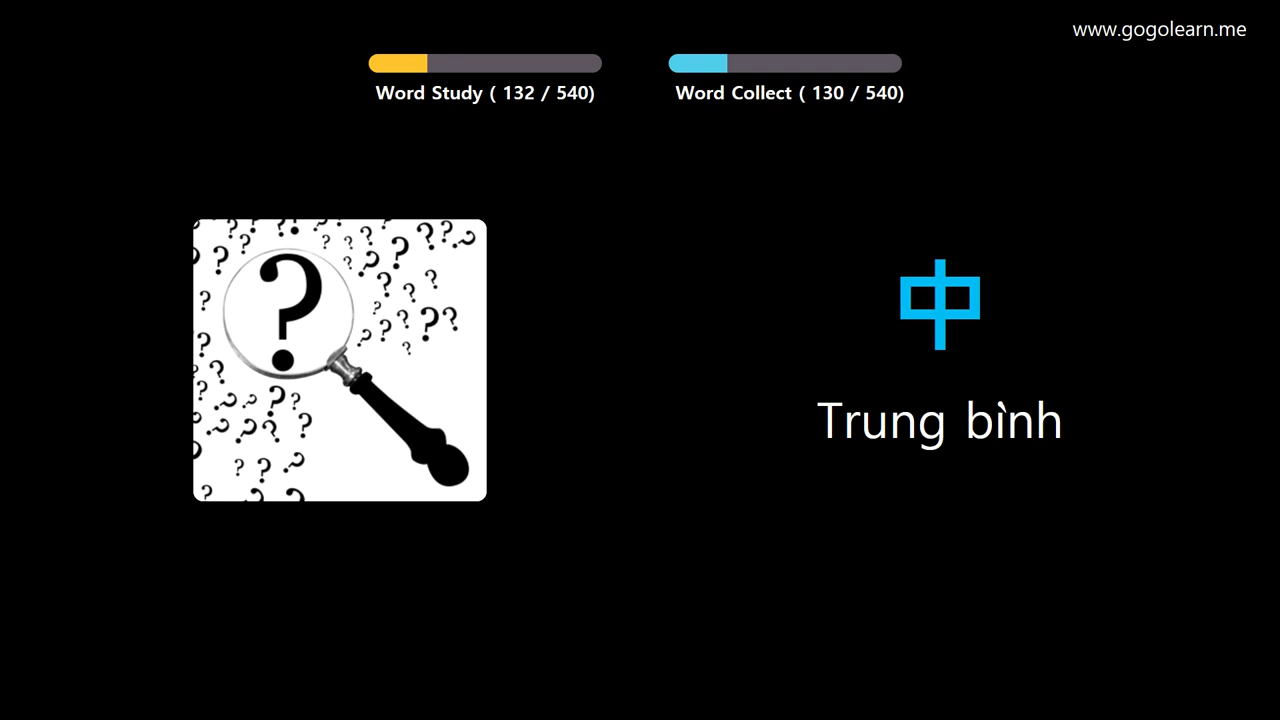 www.gogolearn.me
Word Study ( 132 / 540)
Word Collect ( 130 / 540)
中
Trung bình